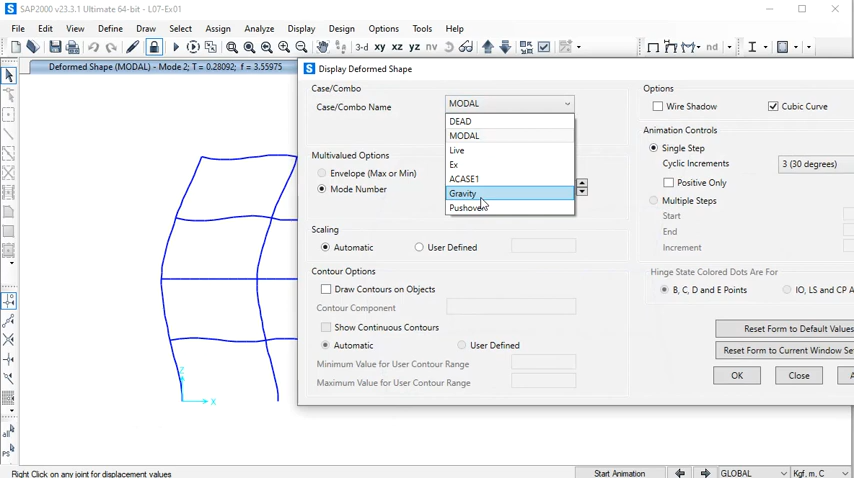 SAP2000 v23.3.1 Ultimate 64-bit - L07-Ex01
File Edit View Define Draw Select Assign Analyze Display Design Options Tools Help
3-d xy xz yz nv nd
Deformed Shape (MODAL) - Mode 2; T = 0.28092; f = 3.55975
Display Deformed Shape
Case/Combo
Case/Combo Name MODAL
DEAD
MODAL
Live
Ex
ACASE1
Gravity
Pushover
Multivalued Options
Envelope (Max or Min)
Mode Number
Scaling
Automatic User Defined
Contour Options
Draw Contours on Objects
Contour Component
Show Continuous Contours
Automatic User Defined
Minimum Value for User Contour Range
Maximum Value for User Contour Range
Options
Wire Shadow Cubic Curve
Animation Controls
Single Step
Cyclic Increments 3 (30 degrees)
Positive Only
Multiple Steps
Start
End
Increment
Hinge State Colored Dots Are For
B, C, D and E Points IO, LS and CP A
Reset Form to Default Values
Reset Form to Current Window Se
OK Close A
Z
X
all
PS
Right Click on any joint for displacement values Start Animation GLOBAL Kgf, m, C